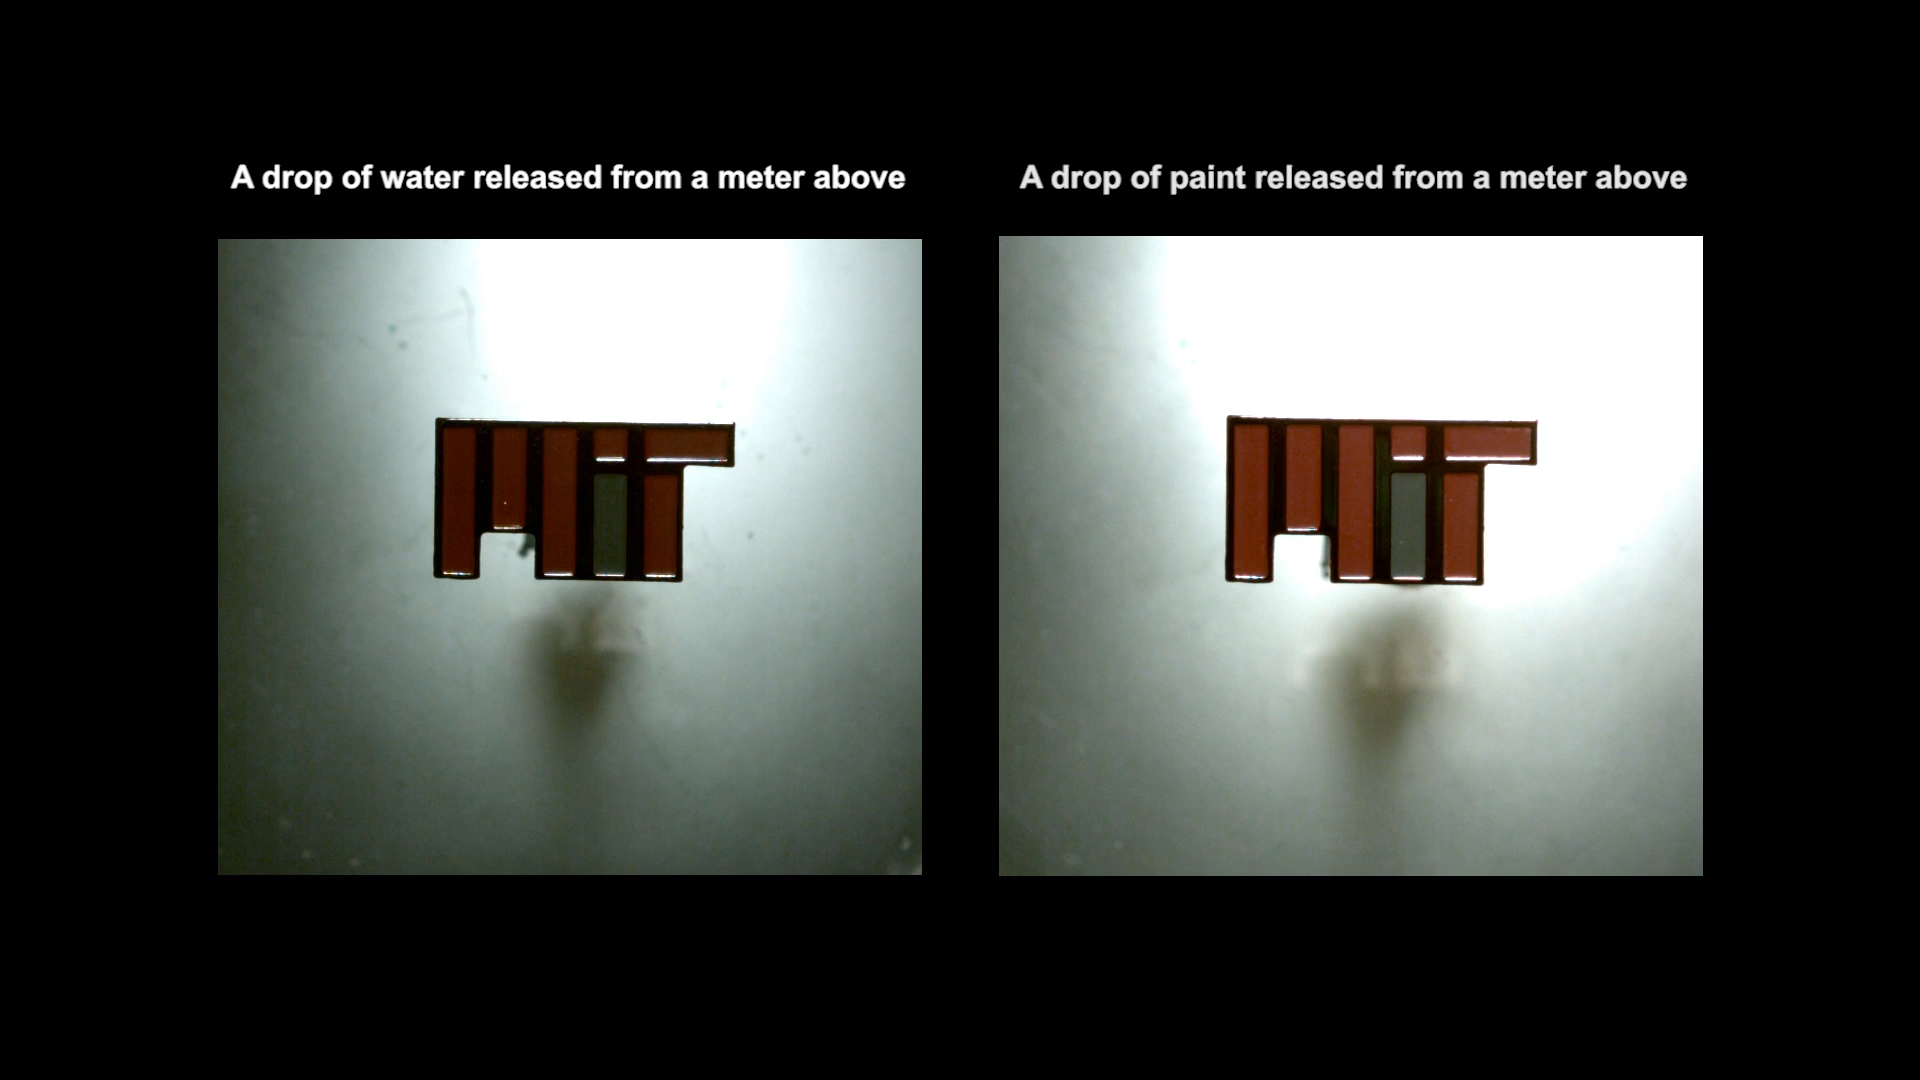 A drop of water released from a meter above
A drop of paint released from a meter above
MIT
MIT